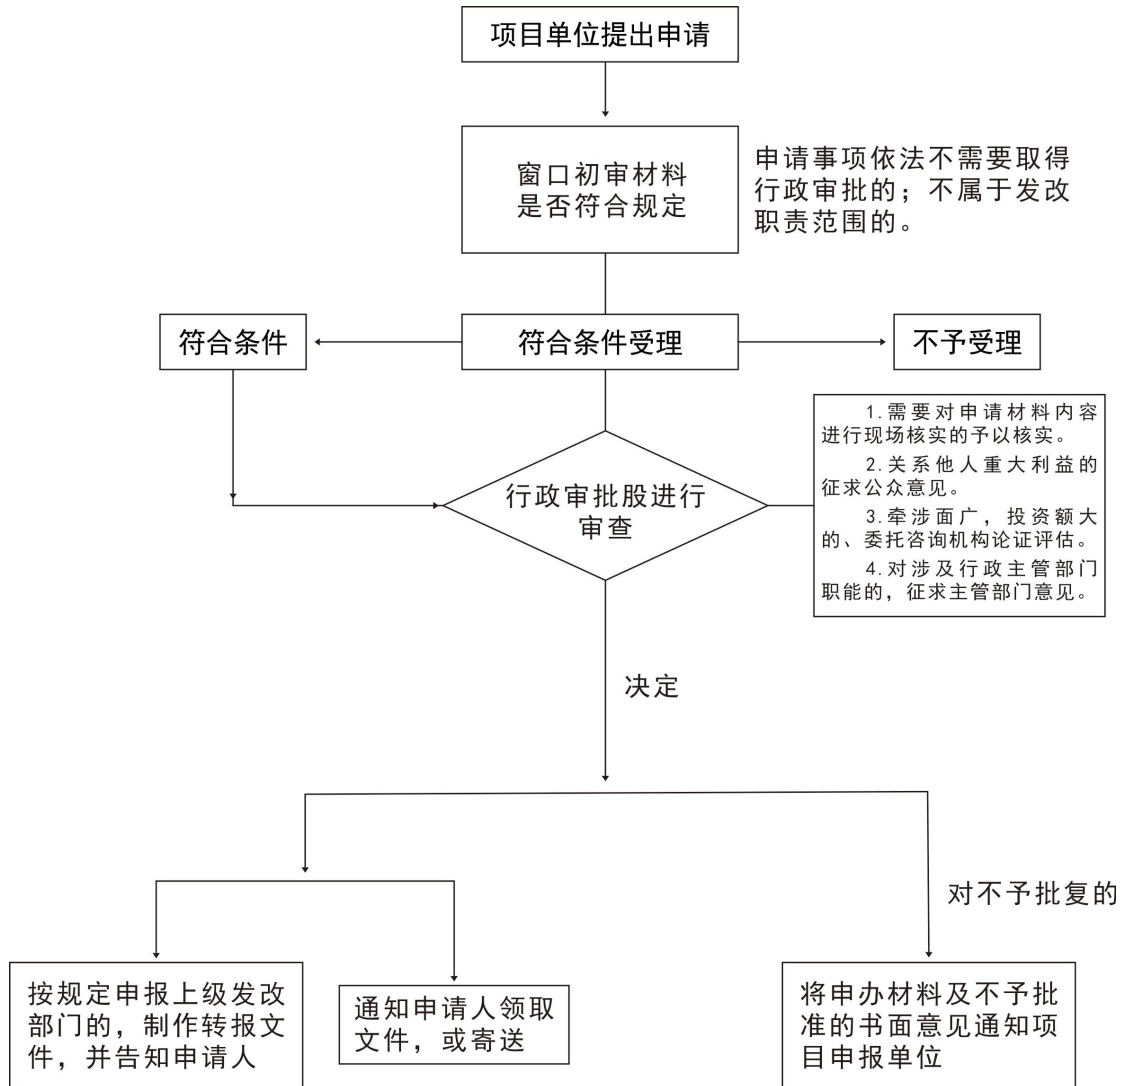 项目单位提出申请
窗口初审材料
是否符合规定
申请事项依法不需要取得
行政审批的；不属于发改
职责范围的。
符合条件
符合条件受理
不予受理
1.需要对申请材料内容
进行现场核实的予以核实。
2.关系他人重大利益的
征求公众意见。
3.牵涉面广，投资额大
的、委托咨询机构论证评估。
4.对涉及行政主管部门
职能的，征求主管部门意见。
行政审批股进行
审查
决定
对不予批复的
按规定申报上级发改
部门的，制作转报文
件，并告知申请人
通知申请人领取
文件，或寄送
将申办材料及不予批
准的书面意见通知项
目申报单位